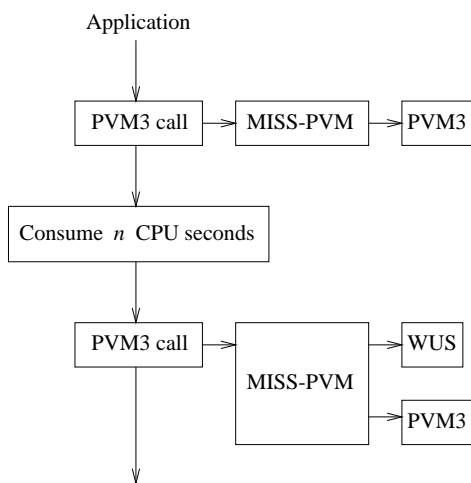 Application
PVM3 call
MISS-PVM
PVM3
Consume n CPU seconds
PVM3 call
WUS
MISS-PVM
PVM3